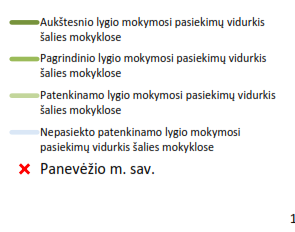 Aukštesnio lygio mokymosi pasiekimų vidurkis
šalies mokyklose
Pagrindinio lygio mokymosi pasiekimų vidurkis
šalies mokyklose
Patenkinamo lygio mokymosi pasiekimų vidurkis
šalies mokyklose
Nepasiekto patenkinamo lygio mokymosi
pasiekimų vidurkis šalies mokyklose
Panevėžio m. sav.
1